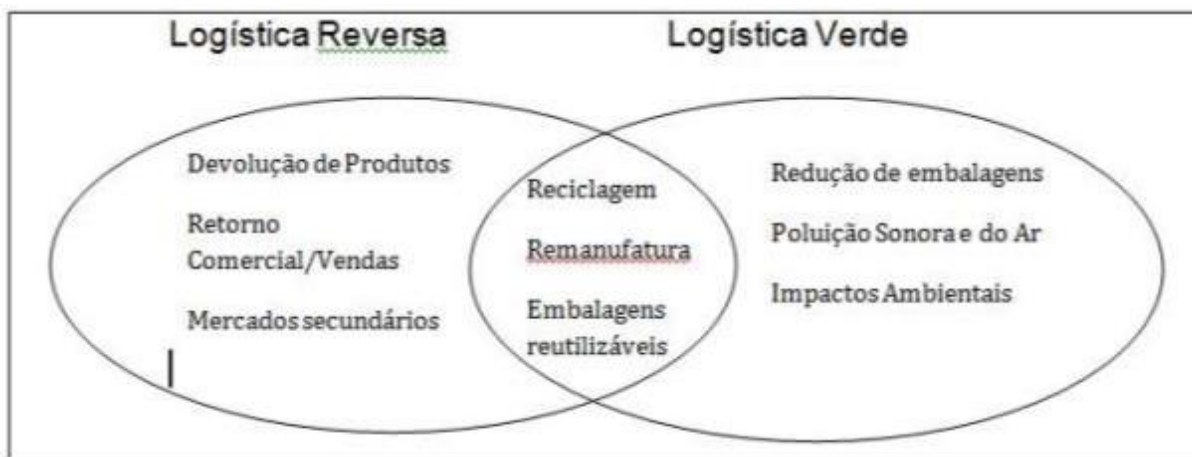 Logística Reversa
Logística Verde
Devolução de Produtos
Retorno
Comercial/Vendas
Mercados secundários
Reciclagem
Remanufatura
Embalagens
reutilizáveis
Redução de embalagens
Poluição Sonora e do Ar
Impactos Ambientais